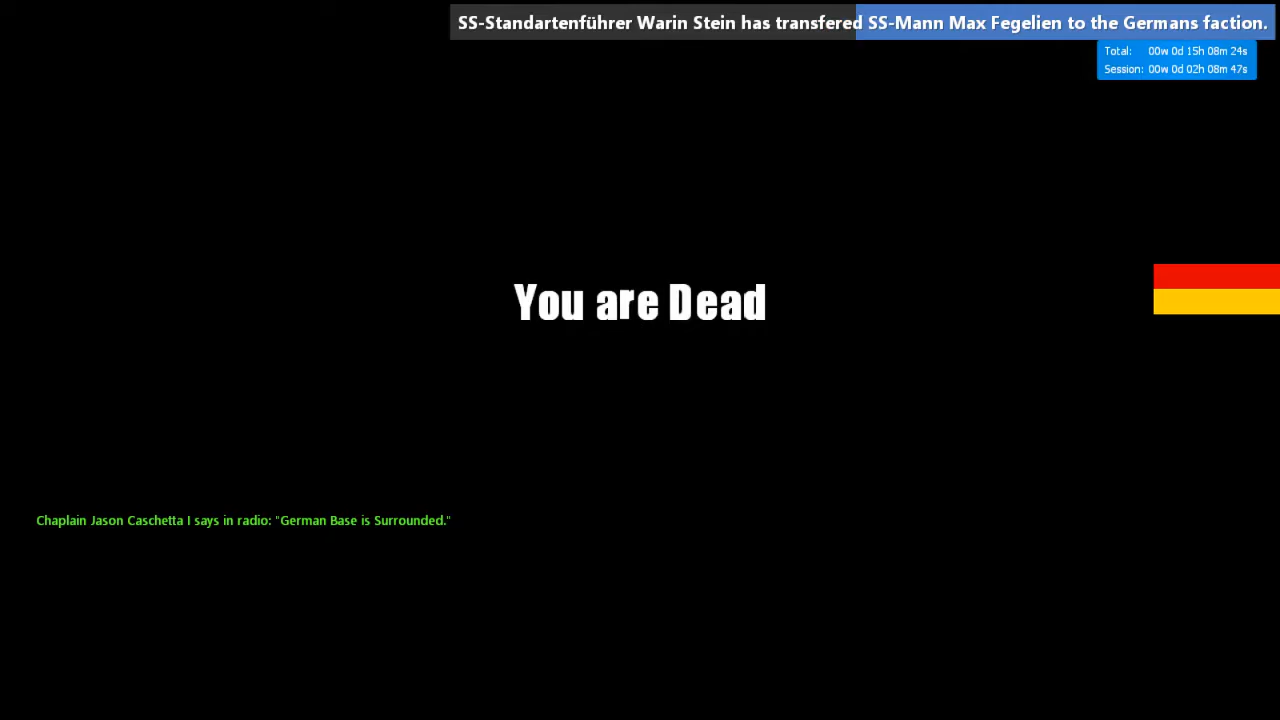 SS-Standartenführer Warin Stein has transfered SS-Mann Max Fegelien to the Germans faction.
Total: 00w 0d 15h 08m 24s
Session: 00w 0d 02h 08m 47s
You are Dead
Chaplain Jason Caschetta I says in radio: "German Base is Surrounded."